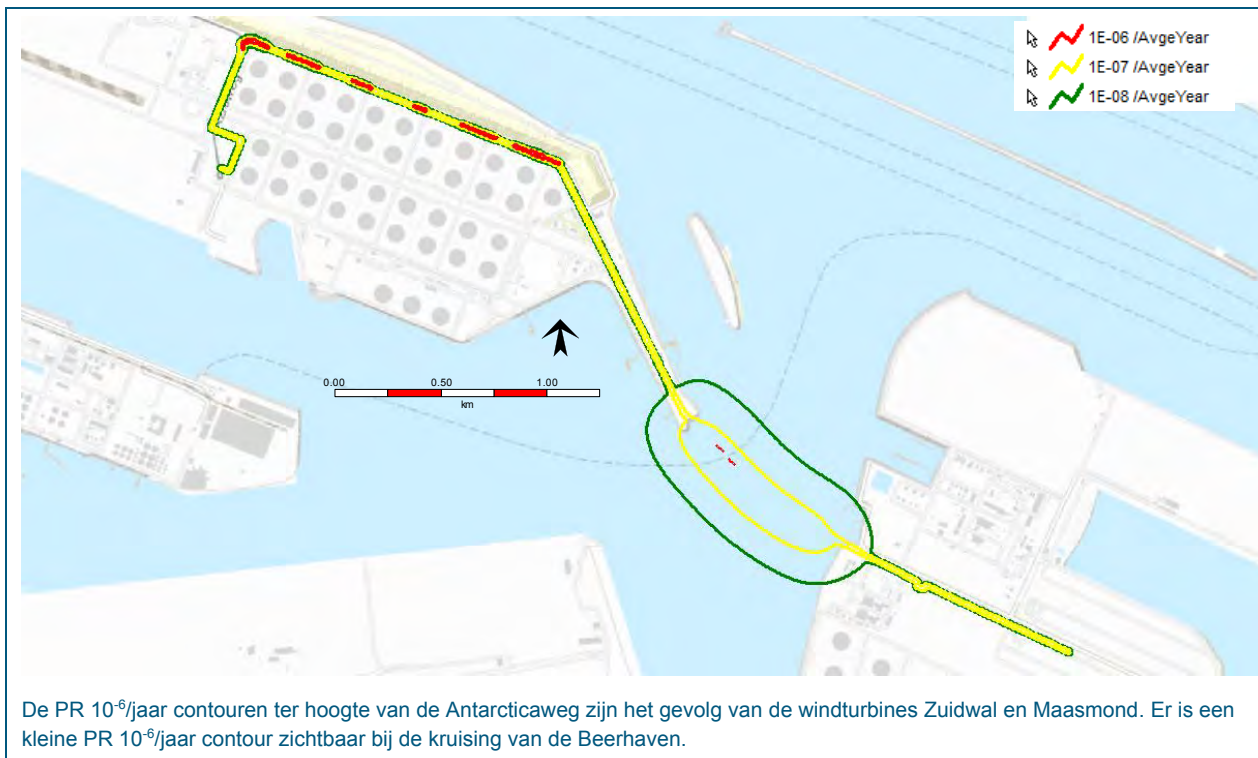 1E-06 /AvgeYear
1E-07 /AvgeYear
1E-08 /AvgeYear
0.00 0.50 1.00
km
De PR 10⁻⁶/jaar contouren ter hoogte van de Antarcticaweg zijn het gevolg van de windturbines Zuidwal en Maasmond. Er is een
kleine PR 10⁻⁶/jaar contour zichtbaar bij de kruising van de Beerhaven.